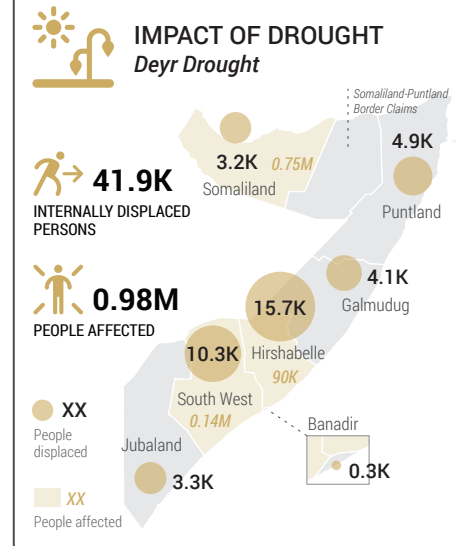 IMPACT OF DROUGHT
Deyr Drought
Somaliland-Puntland
Border Claims
4.9K
3.2K 0.75M
Somaliland
Puntland
41.9K
INTERNALLY DISPLACED
PERSONS
4.1K
Galmudug
0.98M
PEOPLE AFFECTED
15.7K
Hirshabelle
90K
10.3K
South West
0.14M
XX
People
displaced
Jubaland
3.3K
Banadir
0.3K
XX
People affected